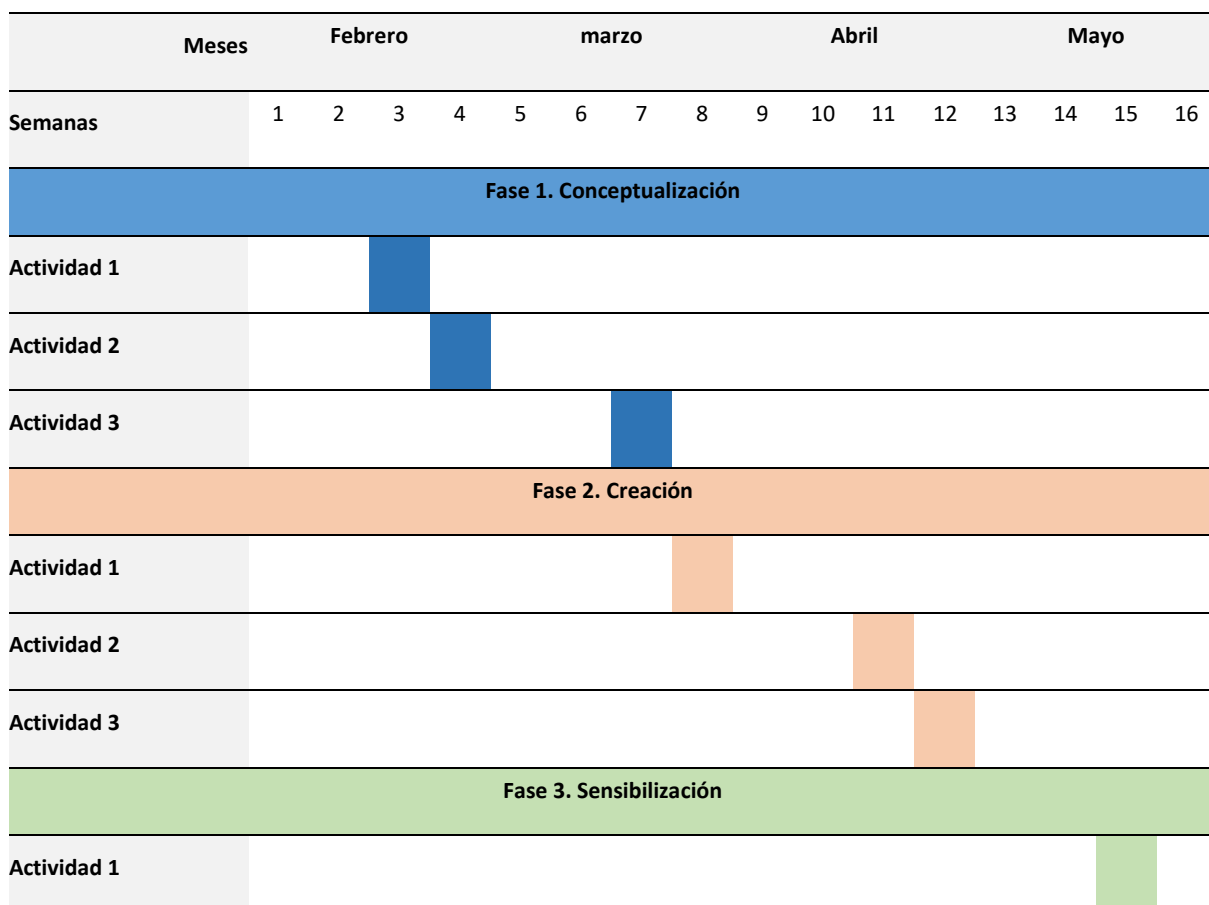 Meses Febrero marzo Abril Mayo
Semanas 1 2 3 4 5 6 7 8 9 10 11 12 13 14 15 16
Fase 1. Conceptualización
Actividad 1
Actividad 2
Actividad 3
Fase 2. Creación
Actividad 1
Actividad 2
Actividad 3
Fase 3. Sensibilización
Actividad 1